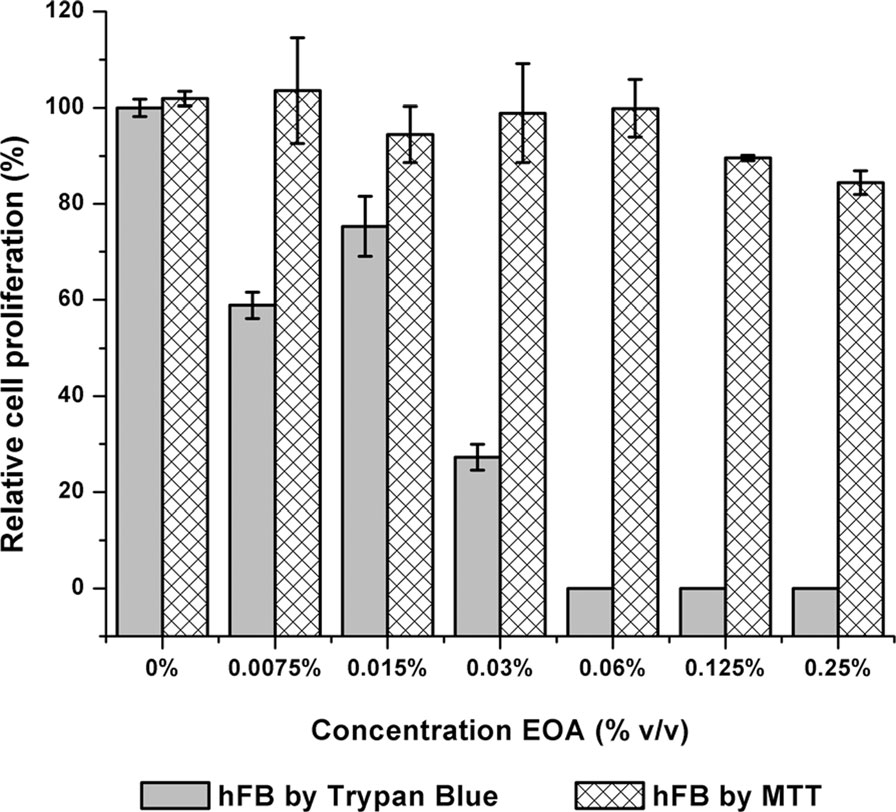 Relative cell proliferation (%)
120
100
80
60
40
20
0
0% 0.0075% 0.015% 0.03% 0.06% 0.125% 0.25%
Concentration EOA (% v/v)
hFB by Trypan Blue hFB by MTT